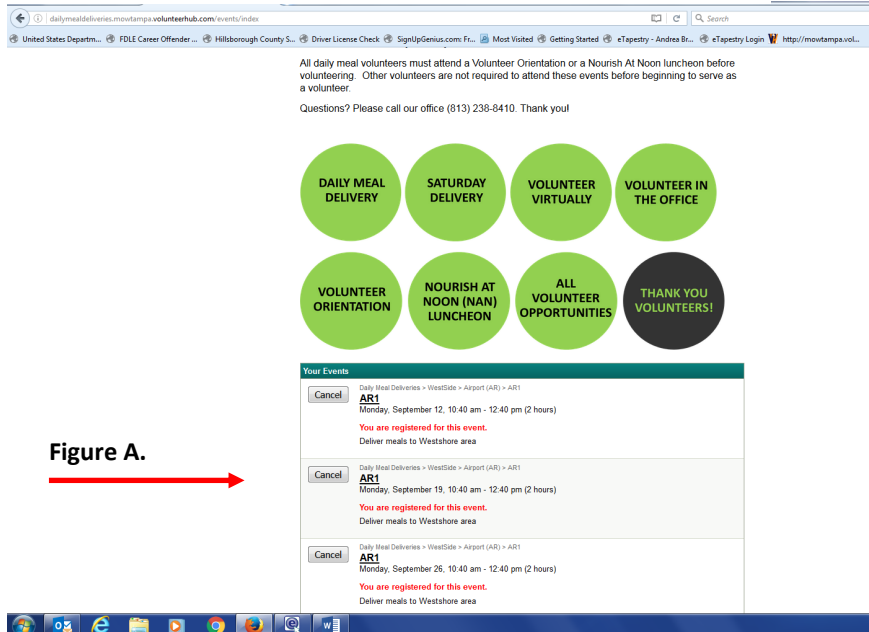 dailymealdeliveries.mowtampa.volunteerhub.com/events/index
Search
United States Departm... FDLE Career Offender ... Hillsborough County S... Driver License Check SignUpGenius.com: Fr... Most Visited Getting Started eTapestry - Andrea Br... eTapestry Login http://mowtampa.vol...
All daily meal volunteers must attend a Volunteer Orientation or a Nourish At Noon luncheon before
volunteering. Other volunteers are not required to attend these events before beginning to serve as
a volunteer.
Questions? Please call our office (813) 238-8410. Thank you!
DAILY MEAL
DELIVERY
SATURDAY
DELIVERY
VOLUNTEER
VIRTUALLY
VOLUNTEER IN
THE OFFICE
VOLUNTEER
ORIENTATION
NOURISH AT
NOON (NAN)
LUNCHEON
ALL
VOLUNTEER
OPPORTUNITIES
THANK YOU
VOLUNTEERS!
Your Events
Cancel
Daily Meal Deliveries > WestSide > Airport (AR) > AR1
AR1
Monday, September 12, 10:40 am - 12:40 pm (2 hours)
You are registered for this event.
Deliver meals to Westshore area
Figure A.
Cancel
Daily Meal Deliveries > WestSide > Airport (AR) > AR1
AR1
Monday, September 19, 10:40 am - 12:40 pm (2 hours)
You are registered for this event.
Deliver meals to Westshore area
Cancel
Daily Meal Deliveries > WestSide > Airport (AR) > AR1
AR1
Monday, September 26, 10:40 am - 12:40 pm (2 hours)
You are registered for this event.
Deliver meals to Westshore area